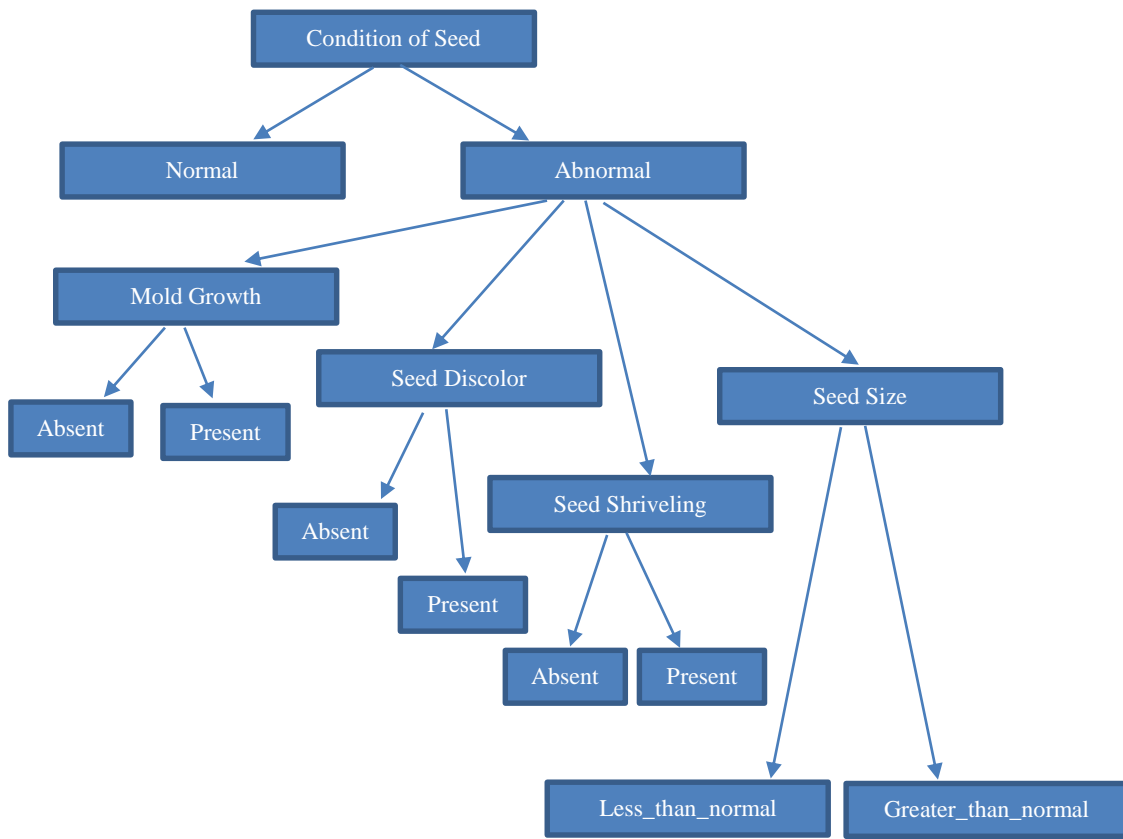 Condition of Seed
Normal
Abnormal
Mold Growth
Seed Discolor
Seed Size
Absent
Present
Seed Shriveling
Absent
Present
Absent
Present
Less_than_normal
Greater_than_normal